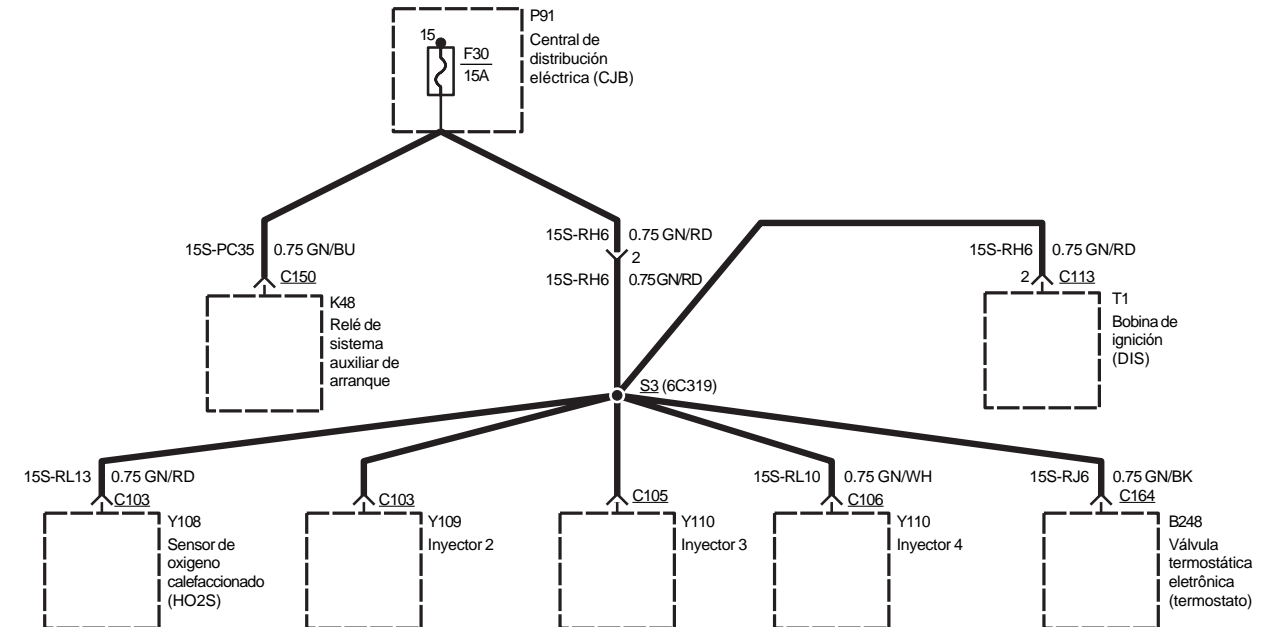 P91
15
F30
15A
Central de
distribución
eléctrica (CJB)
15S-PC35 0.75 GN/BU
C150
K48
Relé de
sistema
auxiliar de
arranque
15S-RH6 0.75 GN/RD
2
15S-RH6 0.75 GN/RD
15S-RH6 0.75 GN/RD
2 C113
T1
Bobina de
ignición
(DIS)
S3 (6C319)
15S-RL13 0.75 GN/RD
C103
Y108
Sensor de
oxigeno
calefaccionado
(HO2S)
C103
Y109
Inyector 2
C105
Y110
Inyector 3
15S-RL10 0.75 GN/WH
C106
Y110
Inyector 4
15S-RJ6 0.75 GN/BK
C164
B248
Válvula
termostática
eletrônica
(termostato)